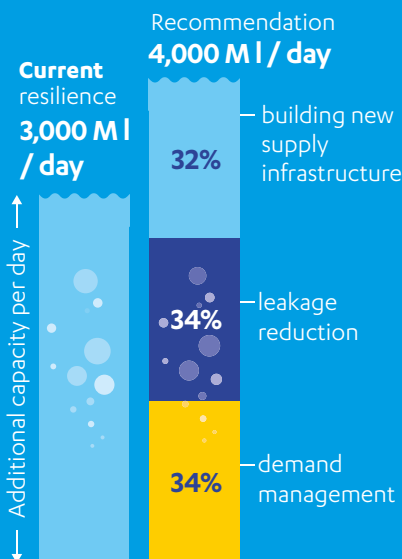 Recommendation
4,000 M l / day
Current
resilience
3,000 M l
/ day
Additional capacity per day
32%
building new
supply
infrastructure
34%
leakage
reduction
34%
demand
management